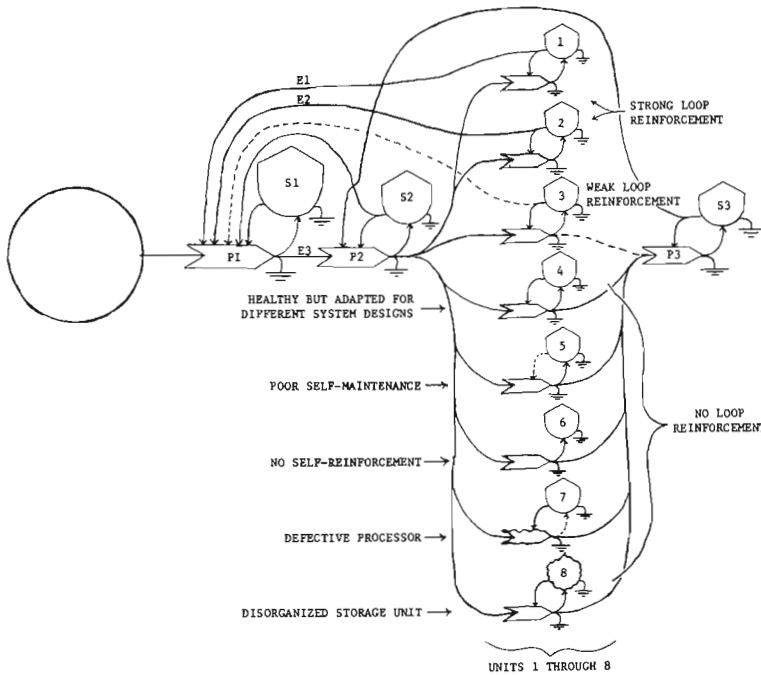 1
E1
E2
2
STRONG LOOP
REINFORCEMENT
S1
S2
3
WEAK LOOP
REINFORCEMENT
S3
P1
E3
P2
P3
4
HEALTHY BUT ADAPTED FOR
DIFFERENT SYSTEM DESIGNS
5
POOR SELF-MAINTENANCE
NO LOOP
REINFORCEMENT
6
NO SELF-REINFORCEMENT
7
DEFECTIVE PROCESSOR
8
DISORGANIZED STORAGE UNIT
UNITS 1 THROUGH 8